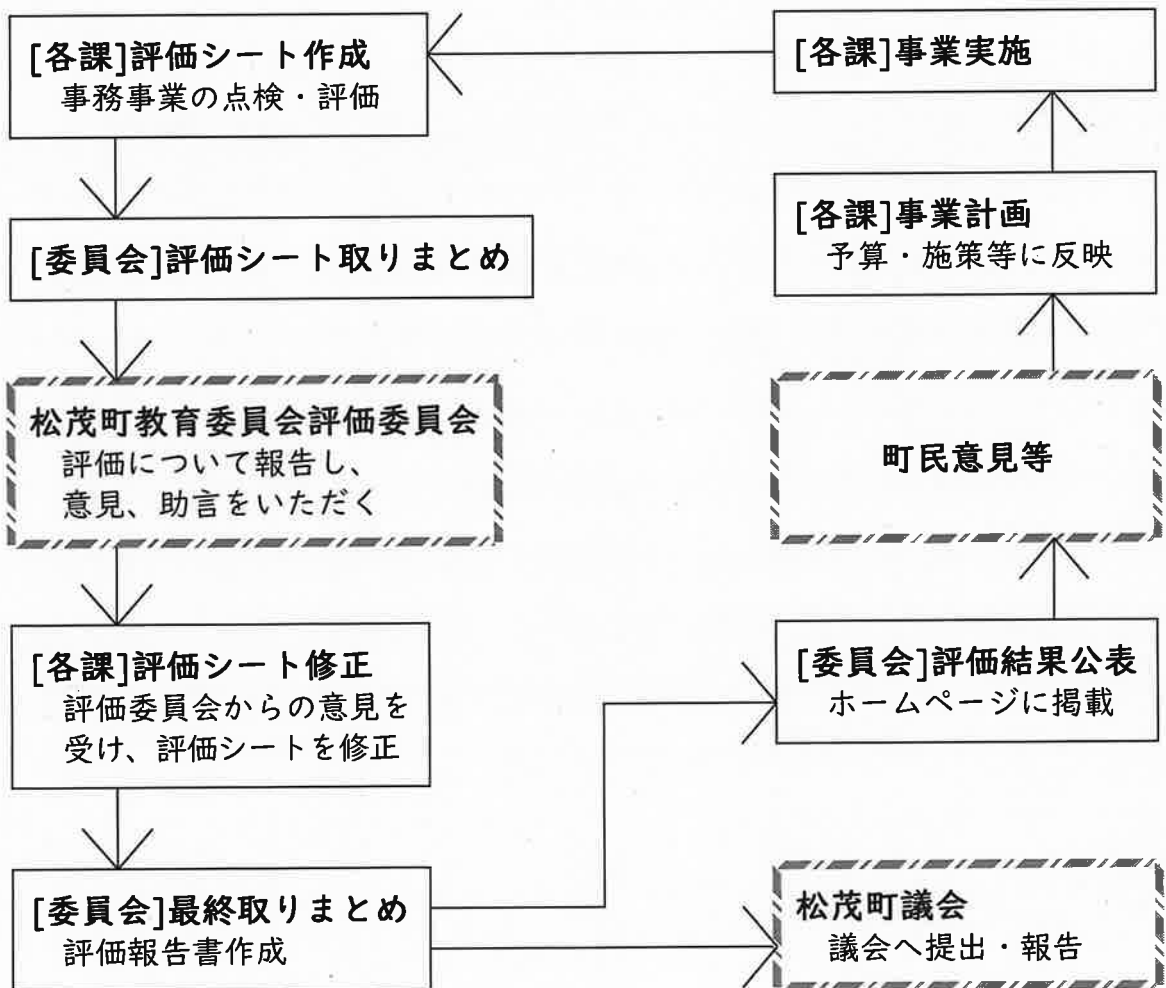 [各課]評価シート作成
事務事業の点検・評価
[委員会]評価シート取りまとめ
松茂町教育委員会評価委員会
評価について報告し、
意見、助言をいただく
[各課]評価シート修正
評価委員会からの意見を
受け、評価シートを修正
[委員会]最終取りまとめ
評価報告書作成
[各課]事業実施
[各課]事業計画
予算・施策等に反映
町民意見等
[委員会]評価結果公表
ホームページに掲載
松茂町議会
議会へ提出・報告